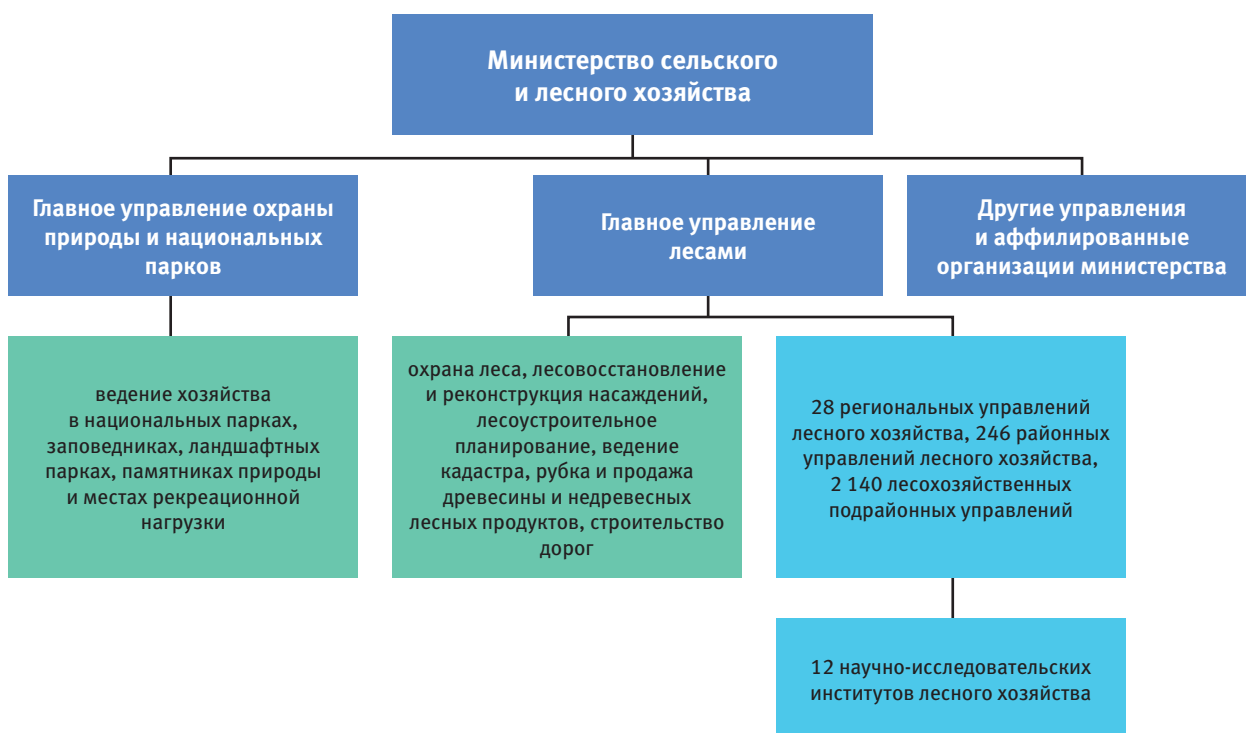 Министерство сельского
и лесного хозяйства
Главное управление охраны
природы и национальных
парков
Главное управление
лесами
Другие управления
и аффилированные
организации министерства
ведение хозяйства
в национальных парках,
заповедниках, ландшафтных
парках, памятниках природы
и местах рекреационной
нагрузки
охрана леса, лесовосстановление
и реконструкция насаждений,
лесоустроительное
планирование, ведение
кадастра, рубка и продажа
древесины и недревесных
лесных продуктов, строительство
дорог
28 региональных управлений
лесного хозяйства, 246 районных
управлений лесного хозяйства,
2 140 лесохозяйственных
подрайонных управлений
12 научно-исследовательских
институтов лесного хозяйства